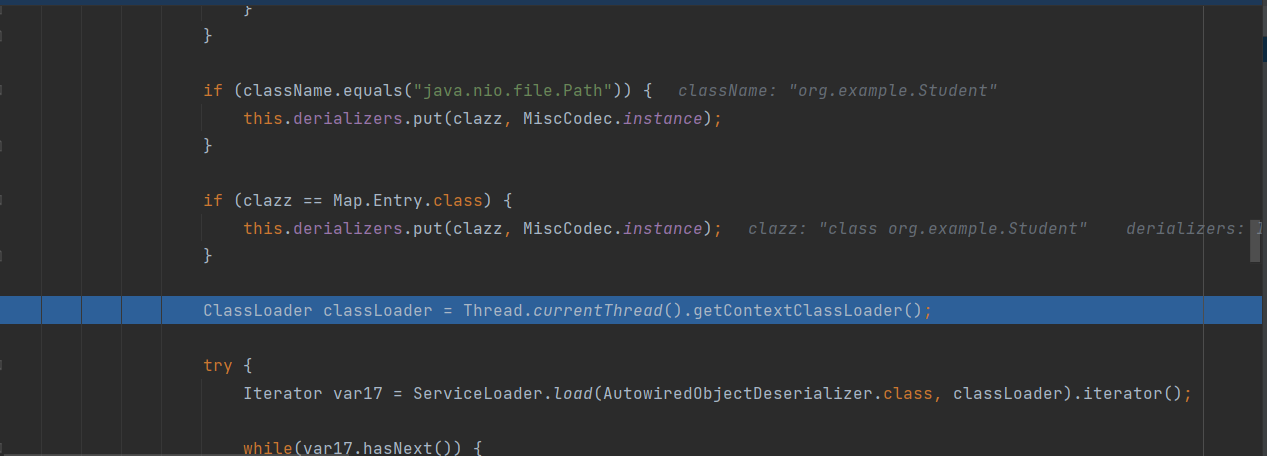 }
}
if (className.equals("java.nio.file.Path")) { className: "org.example.Student"
this.derializers.put(clazz, MiscCodec.instance);
}
if (clazz == Map.Entry.class) {
this.derializers.put(clazz, MiscCodec.instance); clazz: "class org.example.Student" derializers:
}
ClassLoader classLoader = Thread.currentThread().getContextClassLoader();
try {
Iterator var17 = ServiceLoader.load(AutowiredObjectDeserializer.class, classLoader).iterator();
while(var17.hasNext()) {